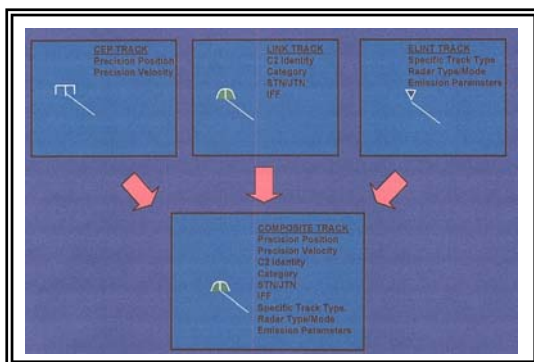 CEP TRACK
Precision Position
Precision Velocity
LINK TRACK
C2 Identity
Category
STN/JTN
IFF
ELINT TRACK
Specific Track Type
Radar Type/Mode
Emission Parameters
COMPOSITE TRACK
Precision Position
Precision Velocity
C2 Identity
Category
STN/JTN
IFF
Specific Track Type.
Radar Type/Mode
Emission Parameters